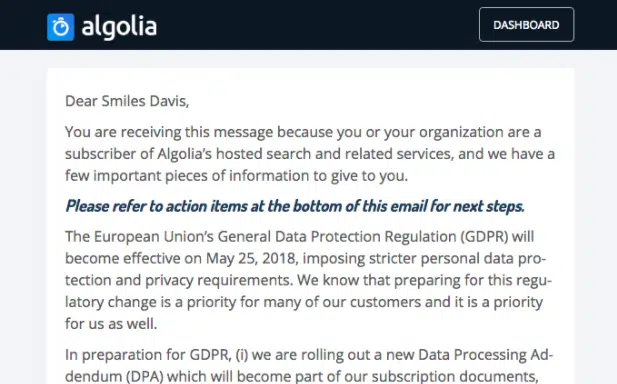 algolia
DASHBOARD
Dear Smiles Davis,
You are receiving this message because you or your organization are a
subscriber of Algolia’s hosted search and related services, and we have a
few important pieces of information to give to you.
Please refer to action items at the bottom of this email for next steps.
The European Union’s General Data Protection Regulation (GDPR) will
become effective on May 25, 2018, imposing stricter personal data pro-
tection and privacy requirements. We know that preparing for this regu-
latory change is a priority for many of our customers and it is a priority
for us as well.
In preparation for GDPR, (i) we are rolling out a new Data Processing Ad-
dendum (DPA) which will become part of our subscription documents,